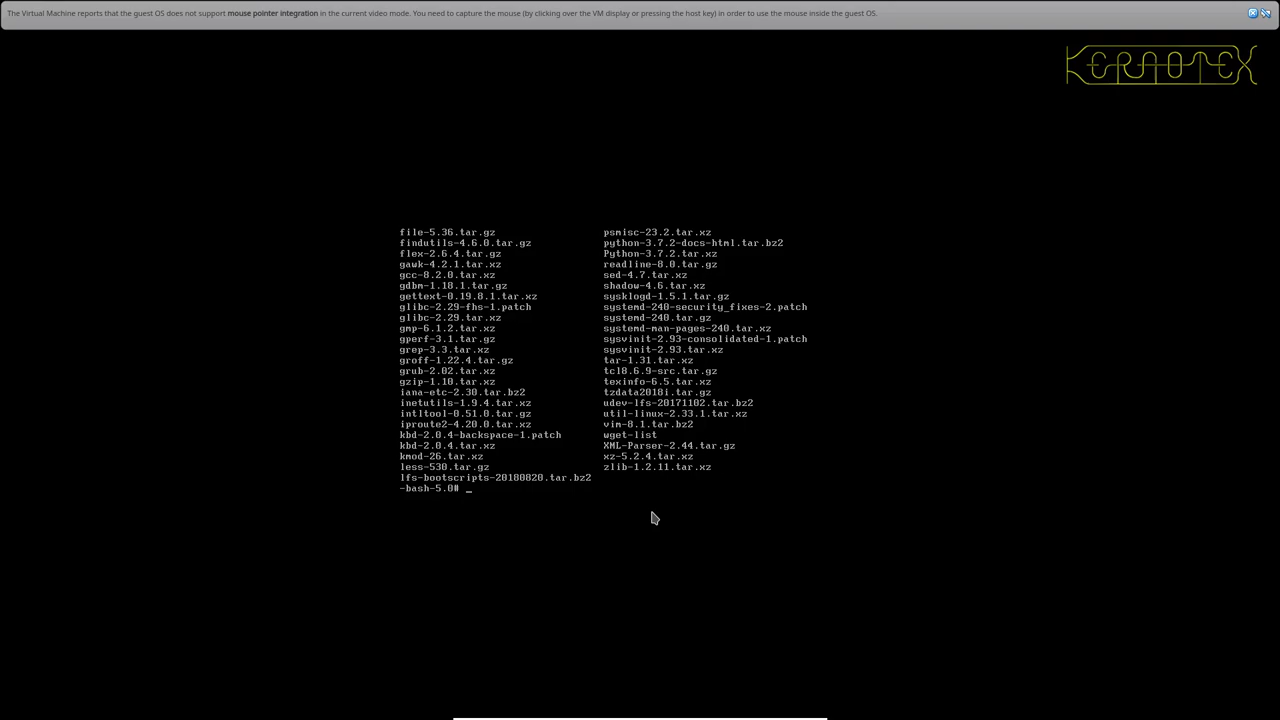 The Virtual Machine reports that the guest OS does not support mouse pointer integration in the current video mode. You need to capture the mouse (by clicking over the VM display or pressing the host key) in order to use the mouse inside the guest OS.
KERNOTEX
file-5.36.tar.gz psmisc-23.2.tar.xz
findutils-4.6.0.tar.gz python-3.7.2-docs-html.tar.bz2
flex-2.6.4.tar.gz Python-3.7.2.tar.xz
gawk-4.2.1.tar.xz readline-8.0.tar.gz
gcc-8.2.0.tar.xz sed-4.7.tar.xz
gdbm-1.18.1.tar.gz shadow-4.6.tar.xz
gettext-0.19.8.1.tar.xz sysklogd-1.5.1.tar.gz
glibc-2.29-fhs-1.patch systemd-240-security_fixes-2.patch
glibc-2.29.tar.xz systemd-240.tar.gz
gmp-6.1.2.tar.xz systemd-man-pages-240.tar.xz
gperf-3.1.tar.gz sysvinit-2.93-consolidated-1.patch
grep-3.3.tar.xz sysvinit-2.93.tar.xz
groff-1.22.4.tar.gz tar-1.31.tar.xz
grub-2.02.tar.xz tcl8.6.9-src.tar.gz
gzip-1.10.tar.xz texinfo-6.5.tar.xz
iana-etc-2.30.tar.bz2 tzdata2018i.tar.gz
inetutils-1.9.4.tar.xz udev-lfs-20171102.tar.bz2
intltool-0.51.0.tar.gz util-linux-2.33.1.tar.xz
iproute2-4.20.0.tar.xz vim-8.1.tar.bz2
kbd-2.0.4-backspace-1.patch wget-list
kbd-2.0.4.tar.xz XML-Parser-2.44.tar.gz
kmod-26.tar.xz xz-5.2.4.tar.xz
less-530.tar.gz zlib-1.2.11.tar.xz
lfs-bootscripts-20180820.tar.bz2
-bash-5.0# _